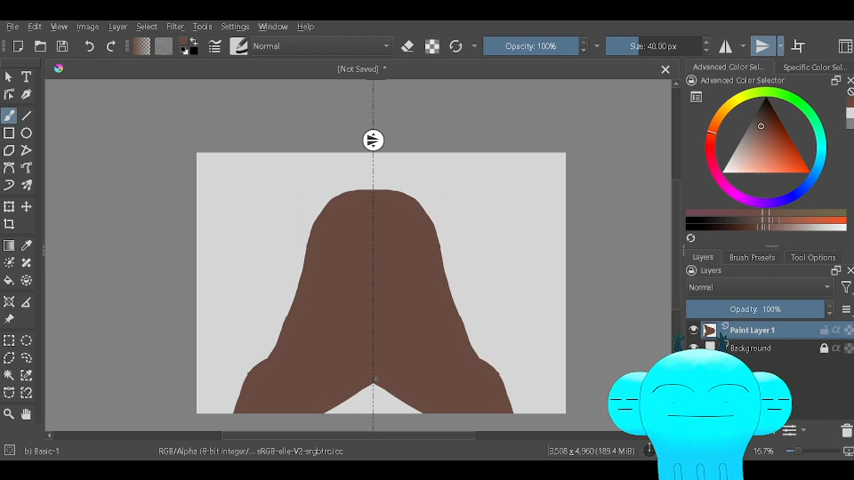 File Edit View Image Layer Select Filter Tools Settings Window Help
Normal Opacity: 100% Size: 40.00 px
[Not Saved] *
Advanced Color Sel... Specific Color Sel...
Advanced Color Selector
Layers Brush Presets Tool Options
Layers
Normal
Opacity: 100%
Paint Layer 1
Background
b) Basic-1 RGB/Alpha (8-bit integer/... sRGB-elle-V2-srgbtrc.icc 3,508 x 4,960 (189.4 MiB) 16.7%